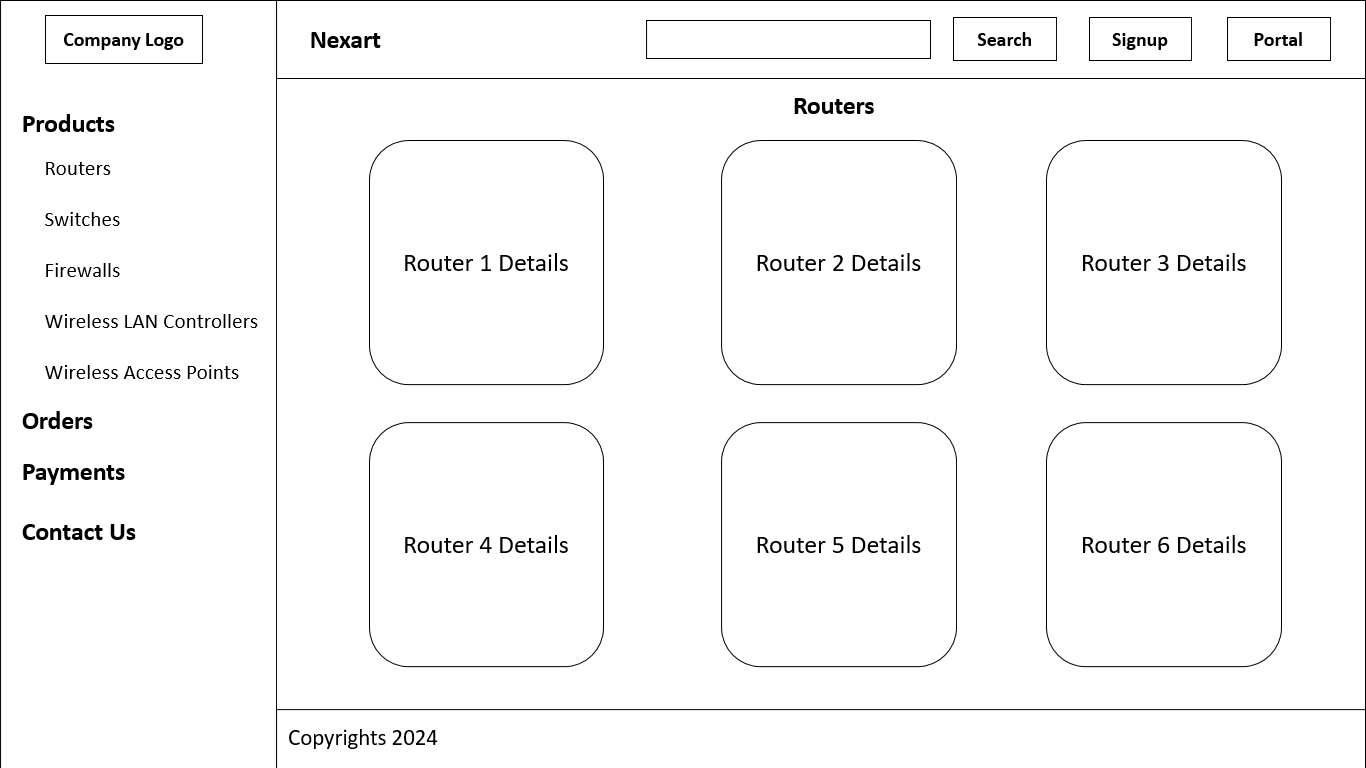 Company Logo
Products
Routers
Switches
Firewalls
Wireless LAN Controllers
Wireless Access Points
Orders
Payments
Contact Us
Nexart
Search
Signup
Portal
Routers
Router 1 Details
Router 2 Details
Router 3 Details
Router 4 Details
Router 5 Details
Router 6 Details
Copyrights 2024